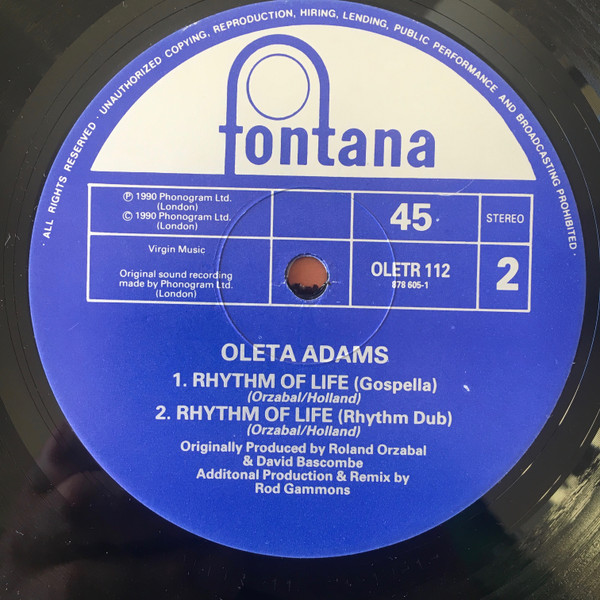 · ALL RIGHTS RESERVED · UNAUTHORIZED COPYING, REPRODUCTION, HIRING, LENDING, PUBLIC PERFORMANCE AND BROADCASTING PROHIBITED ·
fontana
℗ 1990 Phonogram Ltd.
(London)
© 1990 Phonogram Ltd.
(London)
45
STEREO
Virgin Music
Original sound recording
made by Phonogram Ltd.
(London)
OLETR 112
878 605-1
2
OLETA ADAMS
1. RHYTHM OF LIFE (Gospella)
(Orzabal/Holland)
2. RHYTHM OF LIFE (Rhythm Dub)
(Orzabal/Holland)
Originally Produced by Roland Orzabal
& David Bascombe
Additonal Production & Remix by
Rod Gammons